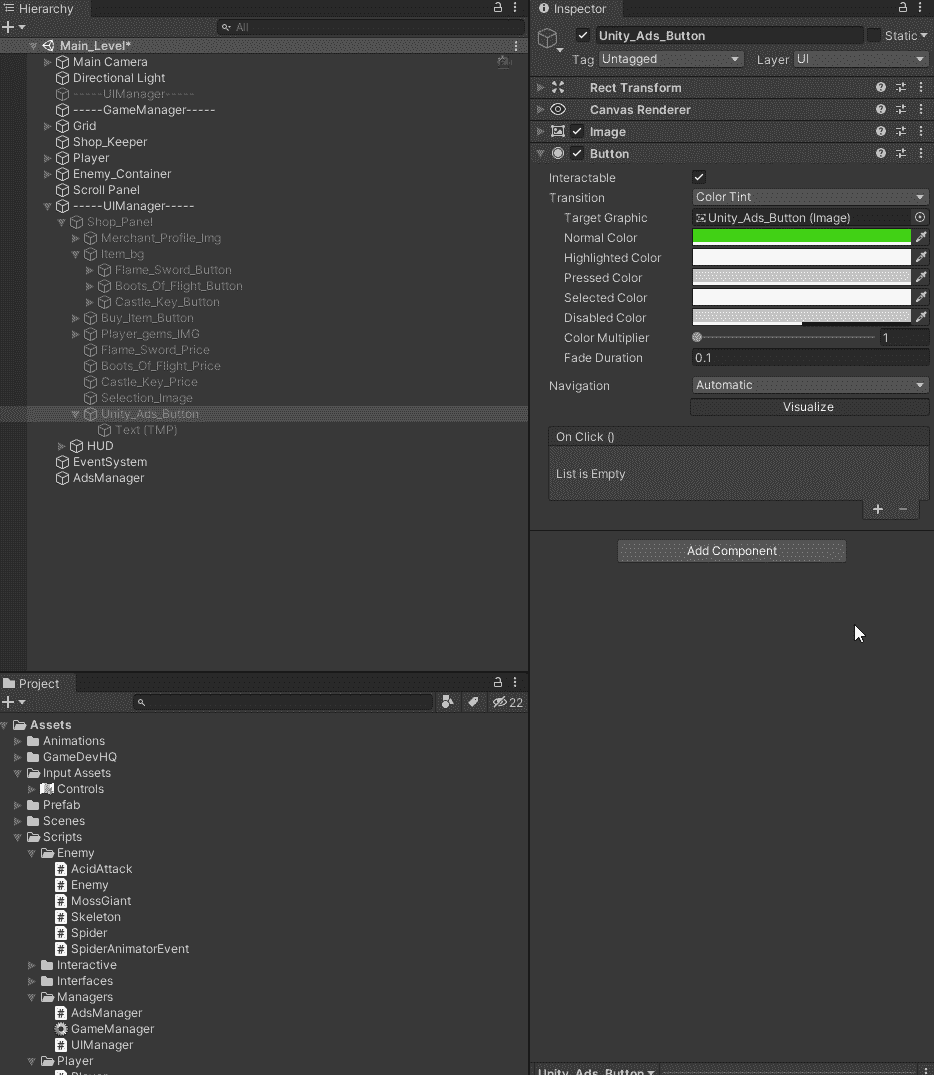 Hierarchy
All
Main_Level*
Main Camera
Directional Light
-----UIManager-----
-----GameManager-----
Grid
Shop_Keeper
Player
Enemy_Container
Scroll Panel
-----UIManager-----
Shop_Panel
Merchant_Profile_Img
Item_bg
Flame_Sword_Button
Boots_Of_Flight_Button
Castle_Key_Button
Buy_Item_Button
Player_gems_IMG
Flame_Sword_Price
Boots_Of_Flight_Price
Castle_Key_Price
Selection_Image
Unity_Ads_Button
Text (TMP)
HUD
EventSystem
AdsManager
Project
22
Assets
Animations
GameDevHQ
Input Assets
Controls
Prefab
Scenes
Scripts
Enemy
AcidAttack
Enemy
MossGiant
Skeleton
Spider
SpiderAnimatorEvent
Interactive
Interfaces
Managers
AdsManager
GameManager
UIManager
Player
Player
Inspector
Unity_Ads_Button
Static
Tag Untagged Layer UI
Rect Transform
Canvas Renderer
Image
Button
Interactable
Transition Color Tint
Target Graphic Unity_Ads_Button (Image)
Normal Color
Highlighted Color
Pressed Color
Selected Color
Disabled Color
Color Multiplier 1
Fade Duration 0.1
Navigation Automatic
Visualize
On Click ()
List is Empty
Add Component
Unity_Ads_Button